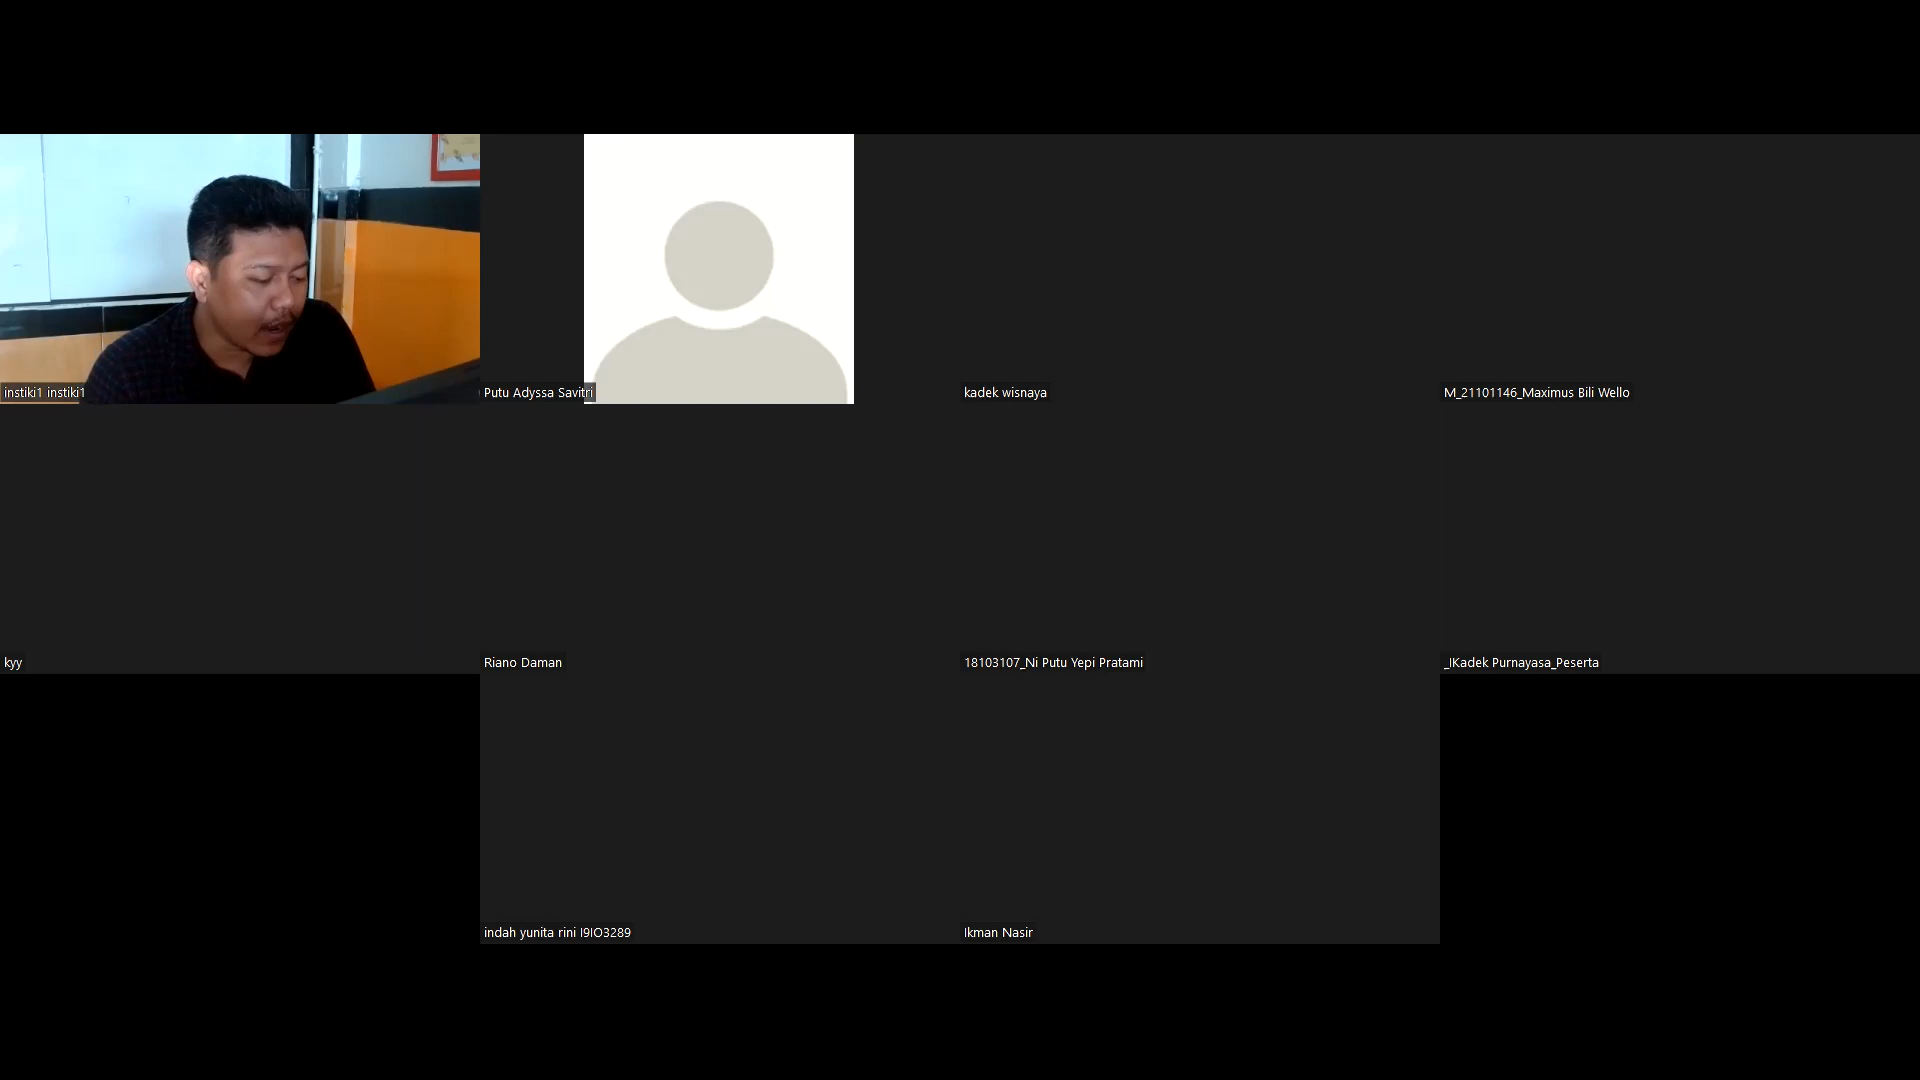 instiki1 instiki1
Putu Adyssa Savitri
kadek wisnaya
M_21101146_Maximus Bili Wello
kyy
Riano Daman
18103107_Ni Putu Yepi Pratami
_IKadek Purnayasa_Peserta
indah yunita rini I9IO3289
Ikman Nasir